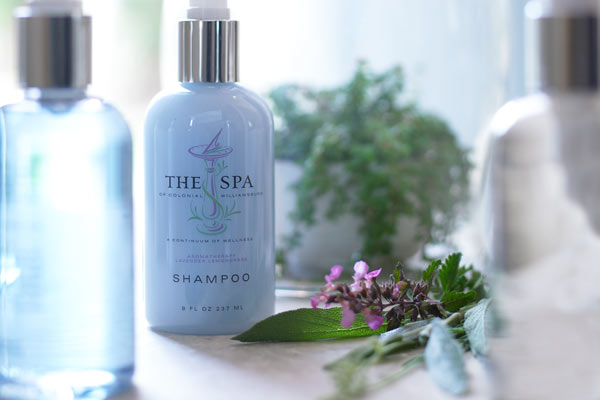 THE SPA
OF COLONIAL WILLIAMSBURG
A CONTINUUM OF WELLNESS
AROMATHERAPY
LAVENDER LEMONGRASS
SHAMPOO
8 FL OZ 237 ML